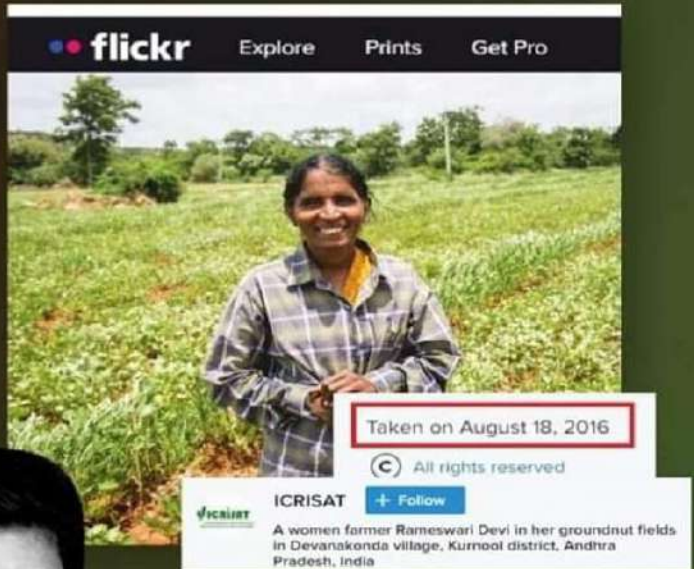 flickr Explore Prints Get Pro
Taken on August 18, 2016
C All rights reserved
ICRISAT ICRISAT + Follow
A women farmer Rameswari Devi in her groundnut fields
in Devanakonda village, Kurnool district, Andhra
Pradesh, India